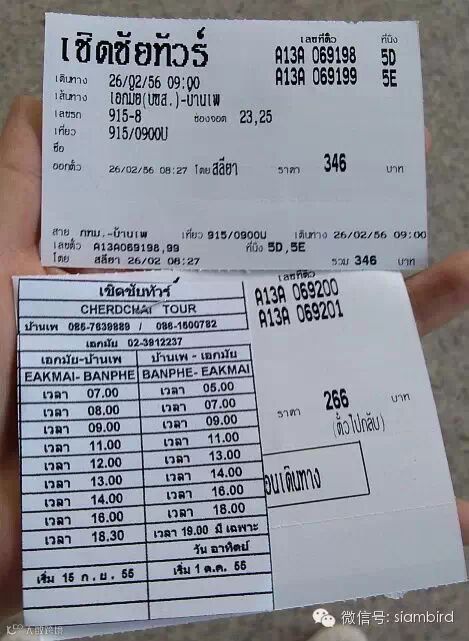 เชิดชัยทัวร์
เลขที่ตั๋ว ที่นั่ง
A13A 069198 5D
A13A 069199 5E
เดินทาง 26/02/56 09:00
เส้นทาง เอกมัย(บขส.)-บ้านเพ
เลขรถ 915-8 ช่องจอด 23,25
เที่ยว 915/0900U
ชื่อ
ออกตั๋ว 26/02/56 08:27 โดย สลียา ราคา 346 บาท
สาย กทม.-บ้านเพ เที่ยว 915/0900U เดินทาง 26/02/56 09:00
เลขตั๋ว A13A069198,99 ที่นั่ง 5D,5E
โดย สลียา 26/02 08:27 รวม 346 บาท
เลขที่ตั๋ว
A13A 069200
A13A 069201
ราคา 266 บาท
(ตั๋วไปกลับ)
อนเดินทาง
เชิดชัยทัวร์
CHERDCHAI TOUR
บ้านเพ 086-7639889 / 086-1600782
เอกมัย 02-3912237
เอกมัย-บ้านเพ บ้านเพ - เอกมัย
EAKMAI-BANPHE BANPHE- EAKMAI
เวลา 07.00 เวลา 05.00
เวลา 08.00 เวลา 07.00
เวลา 09.00 เวลา 09.00
เวลา 11.00 เวลา 11.00
เวลา 12.00 เวลา 13.00
เวลา 13.00 เวลา 14.00
เวลา 14.00 เวลา 16.00
เวลา 16.00 เวลา 18.00
เวลา 18.30 เวลา 19.00 มี เฉพาะ
วัน อาทิตย์
เริ่ม 15 ก.ย. 55 เริ่ม 1 ต.ค. 55
微信号: siambird
大数跨境